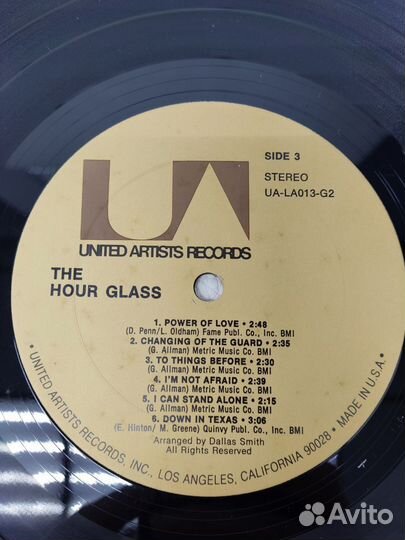 SIDE 3
STEREO
UA-LA013-G2
UA
UNITED ARTISTS RECORDS
THE
HOUR GLASS
1. POWER OF LOVE • 2:48
(D. Penn/L. Oldham) Fame Publ. Co., Inc. BMI
2. CHANGING OF THE GUARD • 2:35
(G. Allman) Metric Music Co. BMI
3. TO THINGS BEFORE • 2:30
(G. Allman) Metric Music Co. BMI
4. I'M NOT AFRAID • 2:39
(G. Allman) Metric Music Co. BMI
5. I CAN STAND ALONE • 2:15
(G. Allman) Metric Music Co. BMI
6. DOWN IN TEXAS • 3:06
(E. Hinton/ M. Greene) Quinvy Publ. Co., Inc. BMI
Arranged by Dallas Smith
All Rights Reserved
• UNITED ARTISTS RECORDS, INC., LOS ANGELES, CALIFORNIA 90028 • MADE IN U.S.A. •
Avito